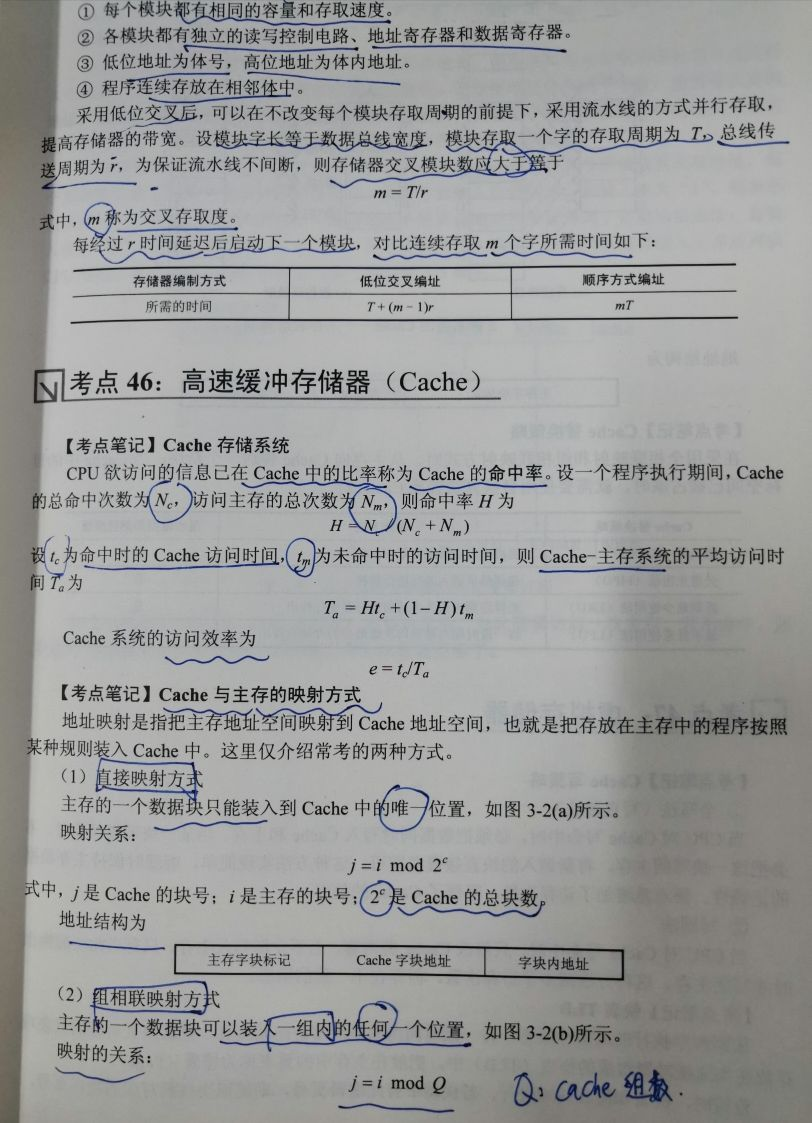 ① 每个模块都有相同的容量和存取速度。
② 各模块都有独立的读写控制电路、地址寄存器和数据寄存器。
③ 低位地址为体号，高位地址为体内地址。
④ 程序连续存放在相邻体中。
采用低位交叉后，可以在不改变每个模块存取周期的前提下，采用流水线的方式并行存取，
提高存储器的带宽。设模块字长等于数据总线宽度，模块存取一个字的存取周期为 T，总线传
送周期为 r，为保证流水线不间断，则存储器交叉模块数应大于等于
m = T/r
式中，m 称为交叉存取度。
每经过 r 时间延迟后启动下一个模块，对比连续存取 m 个字所需时间如下：
存储器编制方式 低位交叉编址 顺序方式编址
所需的时间 T + (m − 1)r mT
考点 46：高速缓冲存储器（Cache）
【考点笔记】Cache 存储系统
CPU 欲访问的信息已在 Cache 中的比率称为 Cache 的命中率。设一个程序执行期间，Cache
的总命中次数为 Nc，访问主存的总次数为 Nm，则命中率 H 为
H = Nc/(Nc + Nm)
设 tc 为命中时的 Cache 访问时间，tm 为未命中时的访问时间，则 Cache−主存系统的平均访问时
间 Ta 为
Ta = Htc + (1 − H) tm
Cache 系统的访问效率为
e = tc/Ta
【考点笔记】Cache 与主存的映射方式
地址映射是指把主存地址空间映射到 Cache 地址空间，也就是把存放在主存中的程序按照
某种规则装入 Cache 中。这里仅介绍常考的两种方式。
（1）直接映射方式
主存的一个数据块只能装入到 Cache 中的唯一位置，如图 3-2(a)所示。
映射关系：
j = i mod 2^c
式中，j 是 Cache 的块号；i 是主存的块号；2^c 是 Cache 的总块数。
地址结构为
主存字块标记 Cache 字块地址 字块内地址
（2）组相联映射方式
主存的一个数据块可以装入一组内的任何一个位置，如图 3-2(b)所示。
映射的关系：
j = i mod Q Q：cache 组数.